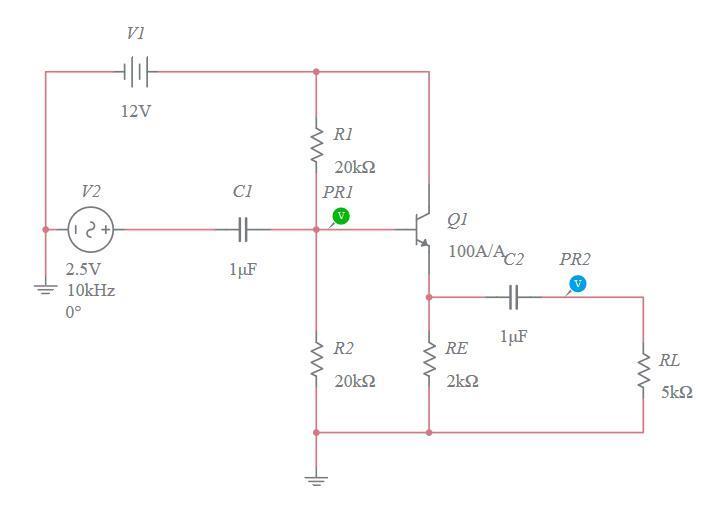 V1
12V
R1
20kΩ
V2
C1
PR1
V
Q1
100A/A
C2
PR2
V
2.5V
10kHz
0°
1µF
1µF
R2
20kΩ
RE
2kΩ
RL
5kΩ